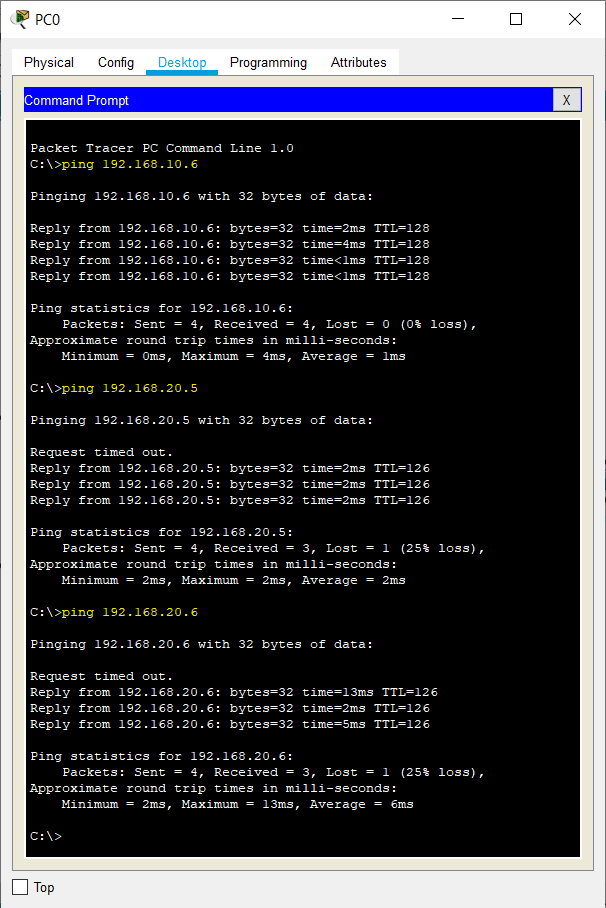 PC0
Physical Config Desktop Programming Attributes
Command Prompt X
Packet Tracer PC Command Line 1.0
C:\>ping 192.168.10.6
Pinging 192.168.10.6 with 32 bytes of data:
Reply from 192.168.10.6: bytes=32 time=2ms TTL=128
Reply from 192.168.10.6: bytes=32 time=4ms TTL=128
Reply from 192.168.10.6: bytes=32 time<1ms TTL=128
Reply from 192.168.10.6: bytes=32 time<1ms TTL=128
Ping statistics for 192.168.10.6:
Packets: Sent = 4, Received = 4, Lost = 0 (0% loss),
Approximate round trip times in milli-seconds:
Minimum = 0ms, Maximum = 4ms, Average = 1ms
C:\>ping 192.168.20.5
Pinging 192.168.20.5 with 32 bytes of data:
Request timed out.
Reply from 192.168.20.5: bytes=32 time=2ms TTL=126
Reply from 192.168.20.5: bytes=32 time=2ms TTL=126
Reply from 192.168.20.5: bytes=32 time=2ms TTL=126
Ping statistics for 192.168.20.5:
Packets: Sent = 4, Received = 3, Lost = 1 (25% loss),
Approximate round trip times in milli-seconds:
Minimum = 2ms, Maximum = 2ms, Average = 2ms
C:\>ping 192.168.20.6
Pinging 192.168.20.6 with 32 bytes of data:
Request timed out.
Reply from 192.168.20.6: bytes=32 time=13ms TTL=126
Reply from 192.168.20.6: bytes=32 time=2ms TTL=126
Reply from 192.168.20.6: bytes=32 time=5ms TTL=126
Ping statistics for 192.168.20.6:
Packets: Sent = 4, Received = 3, Lost = 1 (25% loss),
Approximate round trip times in milli-seconds:
Minimum = 2ms, Maximum = 13ms, Average = 6ms
C:\>
Top